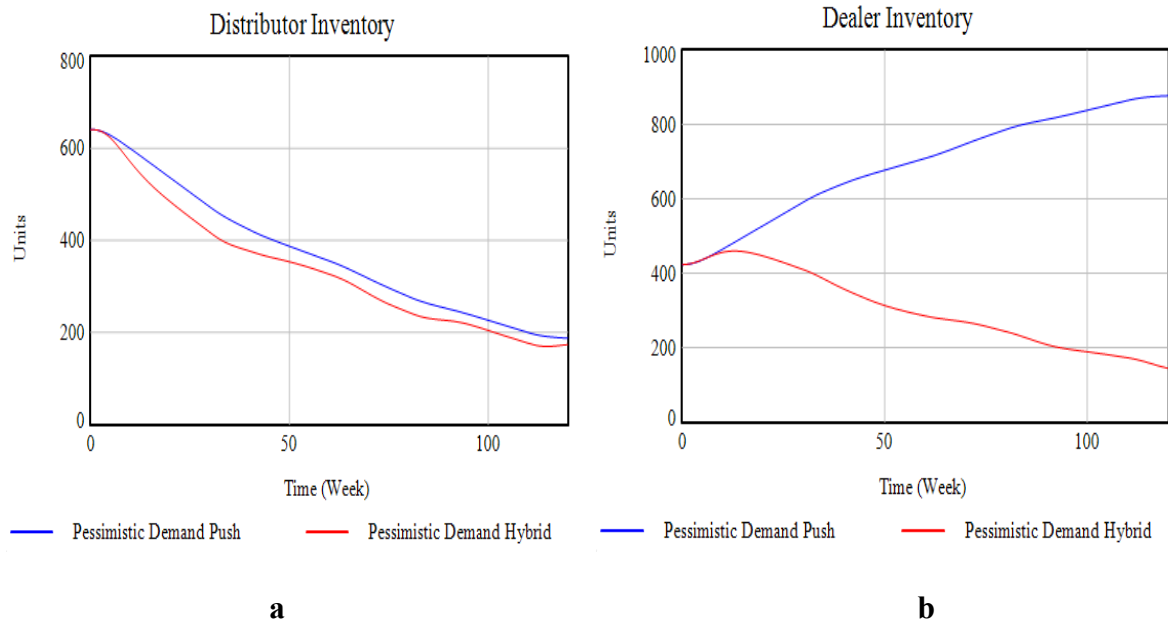 Distributor Inventory
800
600
400
200
0
Units
0 50 100
Time (Week)
Pessimistic Demand Push Pessimistic Demand Hybrid
a
Dealer Inventory
1000
800
600
400
200
0
Units
0 50 100
Time (Week)
Pessimistic Demand Push Pessimistic Demand Hybrid
b